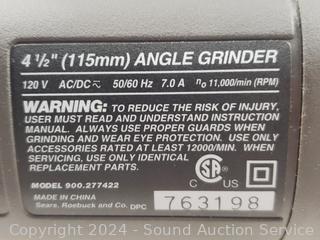 4 1/2" (115mm) ANGLE GRINDER
120 V AC/DC ⎓ 50/60 Hz 7.0 A n₀ 11,000/min (RPM)
WARNING: TO REDUCE THE RISK OF INJURY,
USER MUST READ AND UNDERSTAND INSTRUCTION
MANUAL. ALWAYS USE PROPER GUARDS WHEN
GRINDING AND WEAR EYE PROTECTION. USE ONLY
ACCESSORIES RATED AT LEAST 12000/MIN. WHEN
SERVICING, USE ONLY IDENTICAL
REPLACEMENT PARTS.
SA
C US
MODEL 900.277422
MADE IN CHINA
Sears, Roebuck and Co. DPC
763198
Copyright 2024 - Auction Service